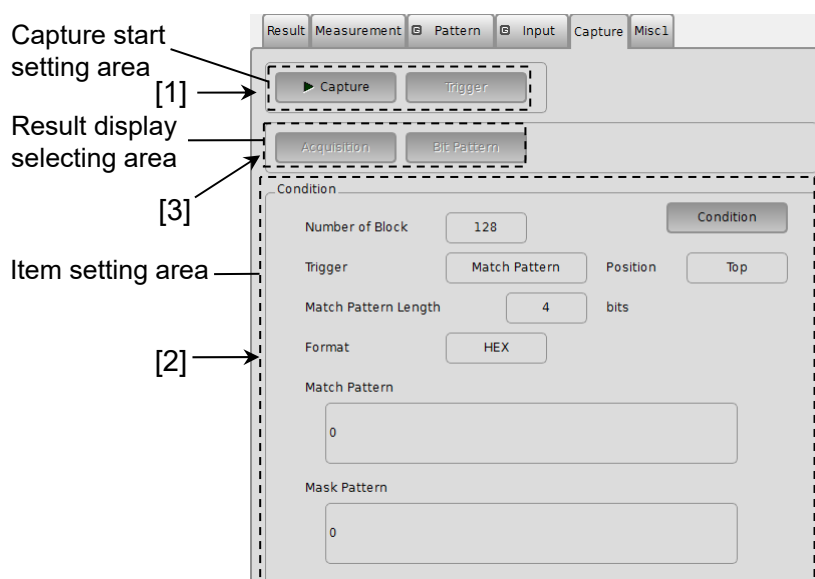 Result Measurement G Pattern G Input Capture Misc1
Capture start
setting area
[1]
Capture Trigger
Result display
selecting area
[3]
Acquisition Bit Pattern
Condition
Condition
Number of Block 128
Item setting area
Trigger Match Pattern Position Top
Match Pattern Length 4 bits
[2]
Format HEX
Match Pattern
0
Mask Pattern
0